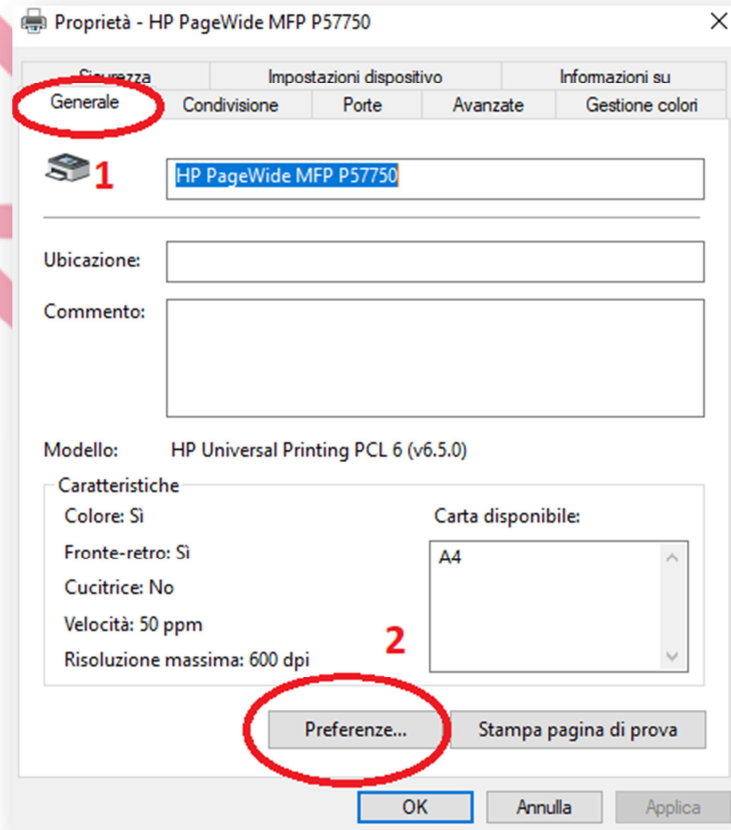 Proprietà - HP PageWide MFP P57750
Sicurezza Impostazioni dispositivo Informazioni su
Generale Condivisione Porte Avanzate Gestione colori
1 HP PageWide MFP P57750
Ubicazione:
Commento:
Modello: HP Universal Printing PCL 6 (v6.5.0)
Caratteristiche
Colore: Sì Carta disponibile:
Fronte-retro: Sì A4
Cucitrice: No
Velocità: 50 ppm
2
Risoluzione massima: 600 dpi
Preferenze... Stampa pagina di prova
OK Annulla Applica